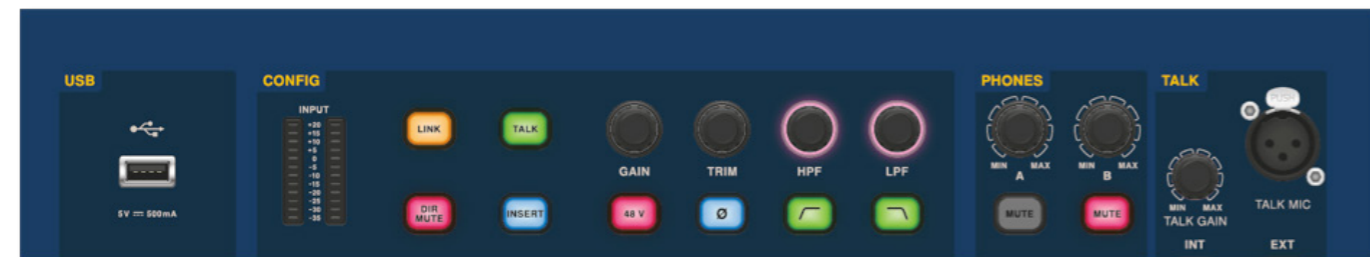 USB
5V ⎓ 500mA
CONFIG
INPUT
+20
+15
+10
+5
0
-5
-10
-15
-20
-25
-30
-35
LINK
TALK
GAIN
TRIM
HPF
LPF
DIR
MUTE
INSERT
48 V
Ø
PHONES
MIN MAX
A
MIN MAX
B
MUTE
MUTE
TALK
PUSH
MIN MAX
TALK GAIN
TALK MIC
INT
EXT